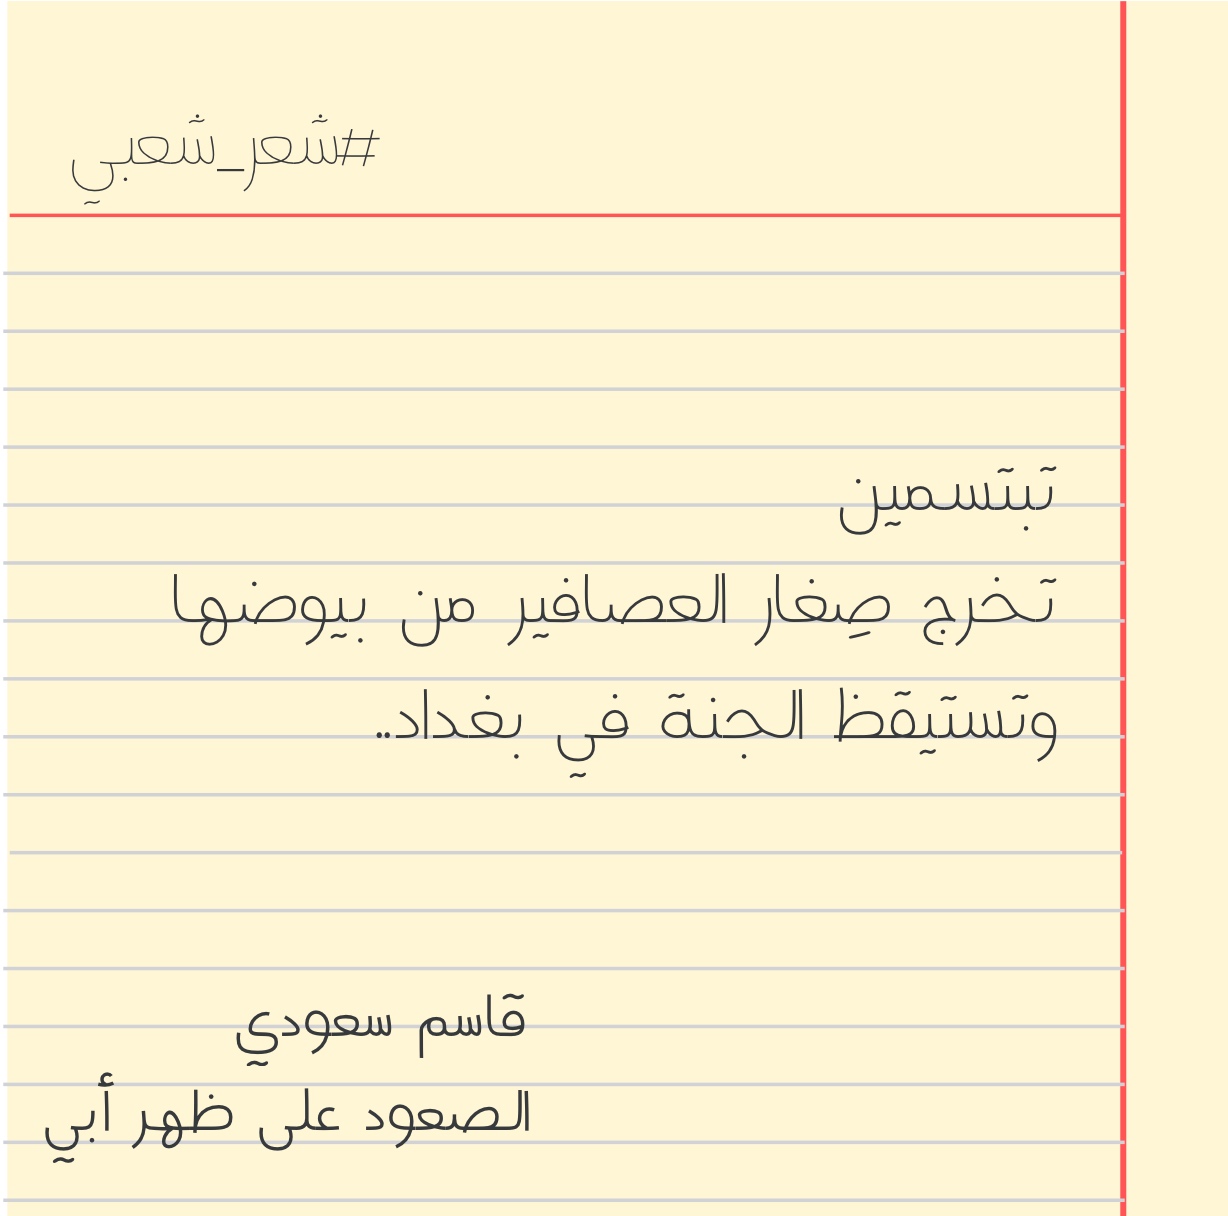 #شعر_شعبي
تبتسمين
تخرج صِغار العصافير من بيوضها
وتستيقظ الجنة في بغداد..
قاسم سعودي
الصعود على ظهر أبي